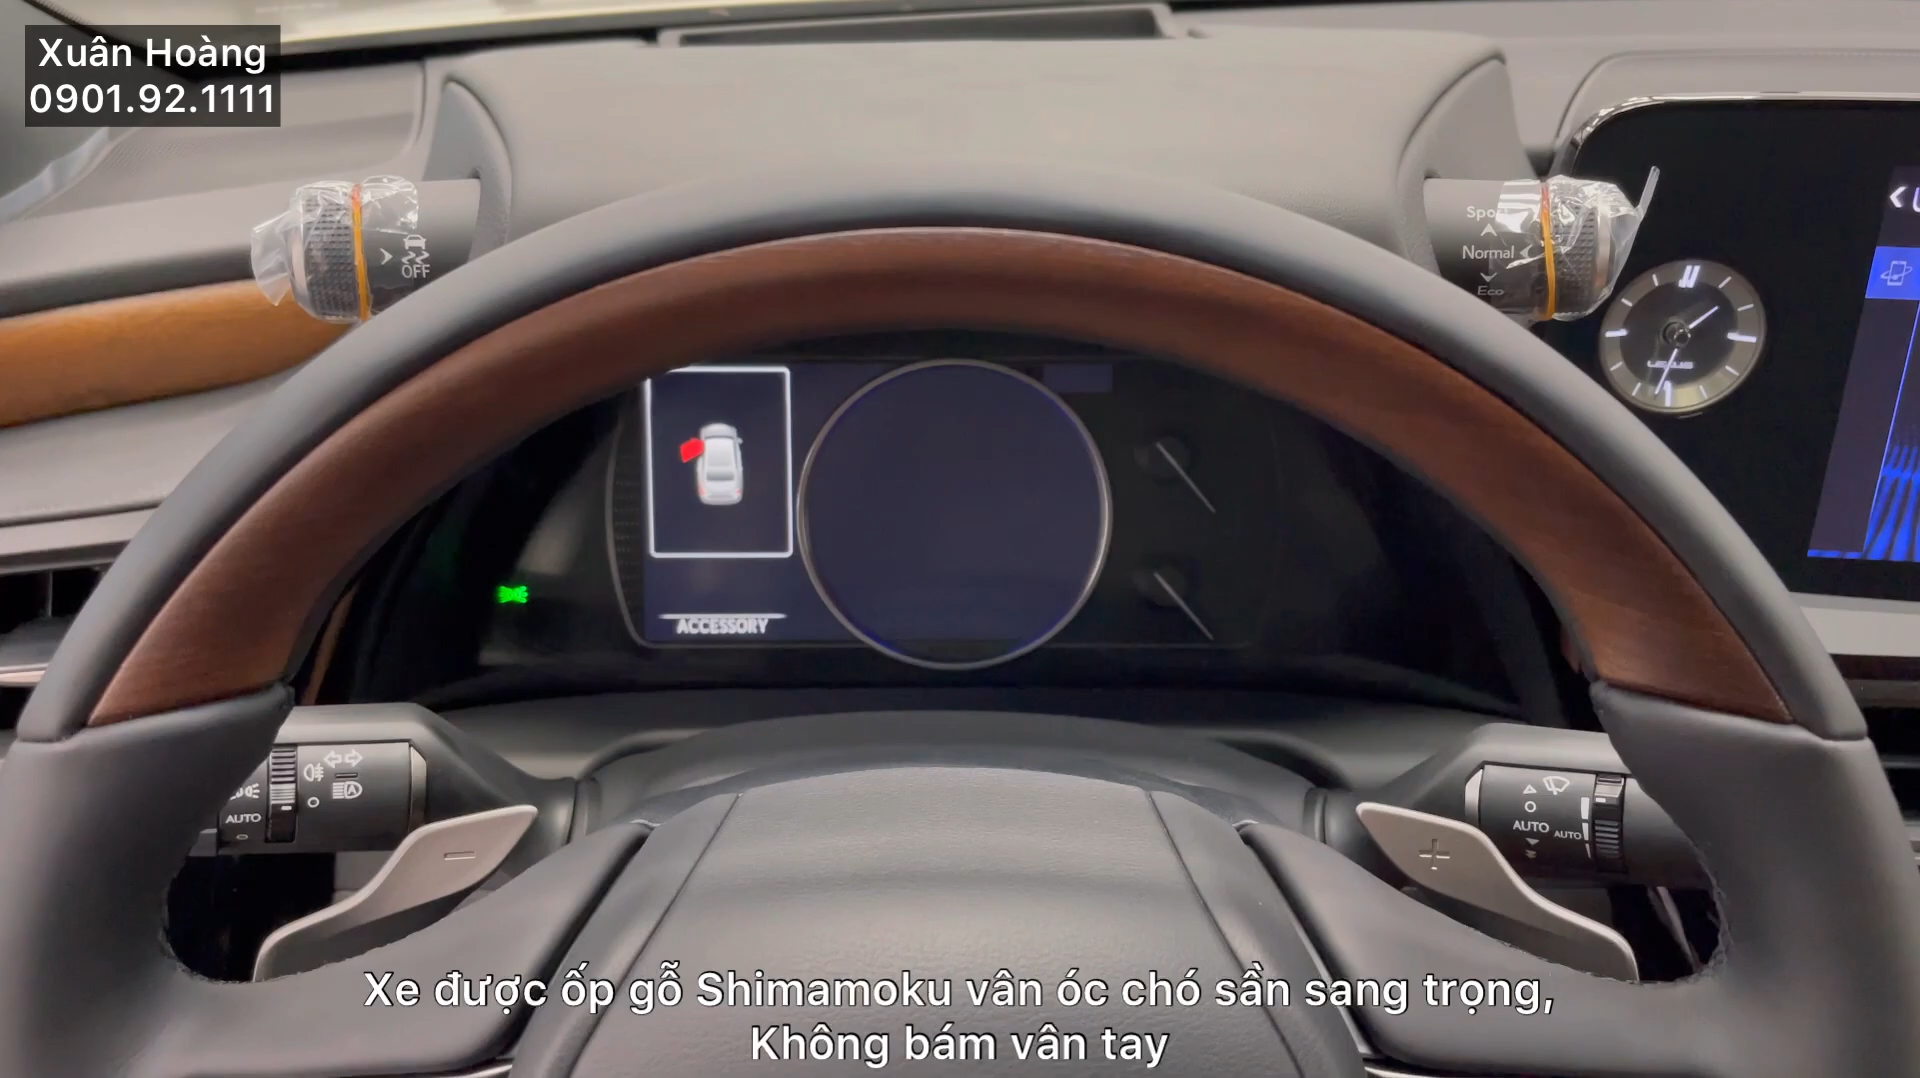 Xuân Hoàng
0901.92.1111
OFF
Normal
Eco
LEXUS
ACCESSORY
AUTO
AUTO
AUTO
Xe được ốp gỗ Shimamoku vân óc chó sần sang trọng,
Không bám vân tay